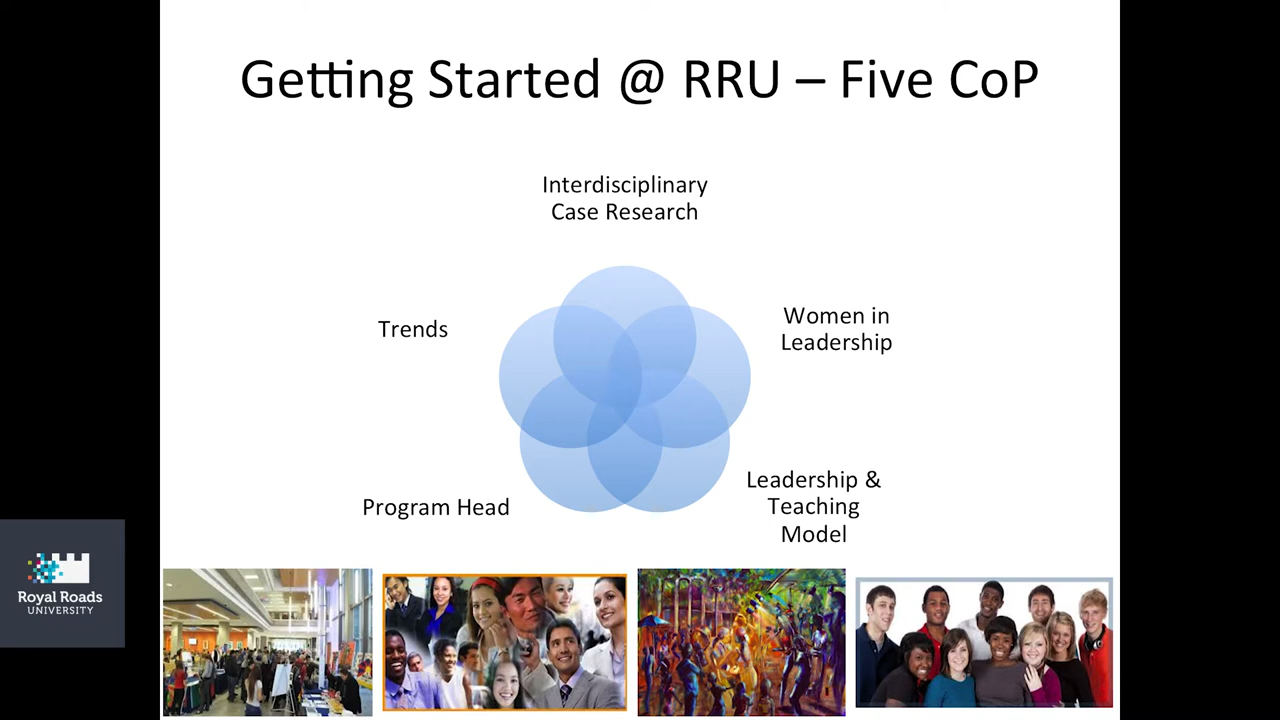 Getting Started @ RRU – Five CoP
Interdisciplinary
Case Research
Women in
Leadership
Leadership &
Teaching
Model
Program Head
Trends
Royal Roads
UNIVERSITY